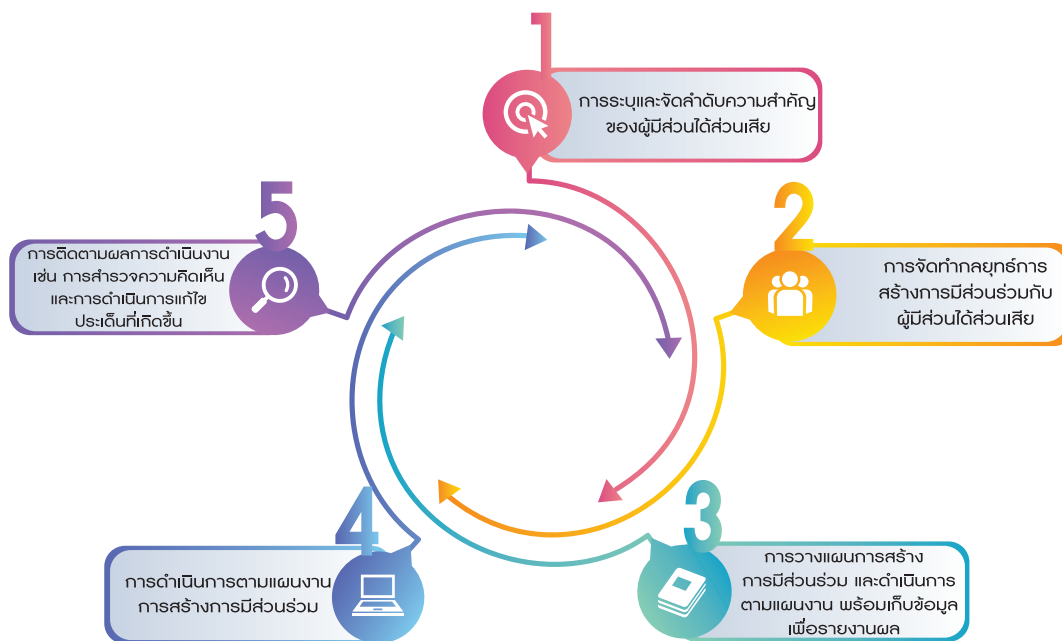 1
การระบุและจัดลำดับความสำคัญ
ของผู้มีส่วนได้ส่วนเสีย
2
การจัดทำกลยุทธ์การ
สร้างการมีส่วนร่วมกับ
ผู้มีส่วนได้ส่วนเสีย
3
การวางแผนการสร้าง
การมีส่วนร่วม และดำเนินการ
ตามแผนงาน พร้อมเก็บข้อมูล
เพื่อรายงานผล
4
การดำเนินการตามแผนงาน
การสร้างการมีส่วนร่วม
5
การติดตามผลการดำเนินงาน
เช่น การสำรวจความคิดเห็น
และการดำเนินการแก้ไข
ประเด็นที่เกิดขึ้น